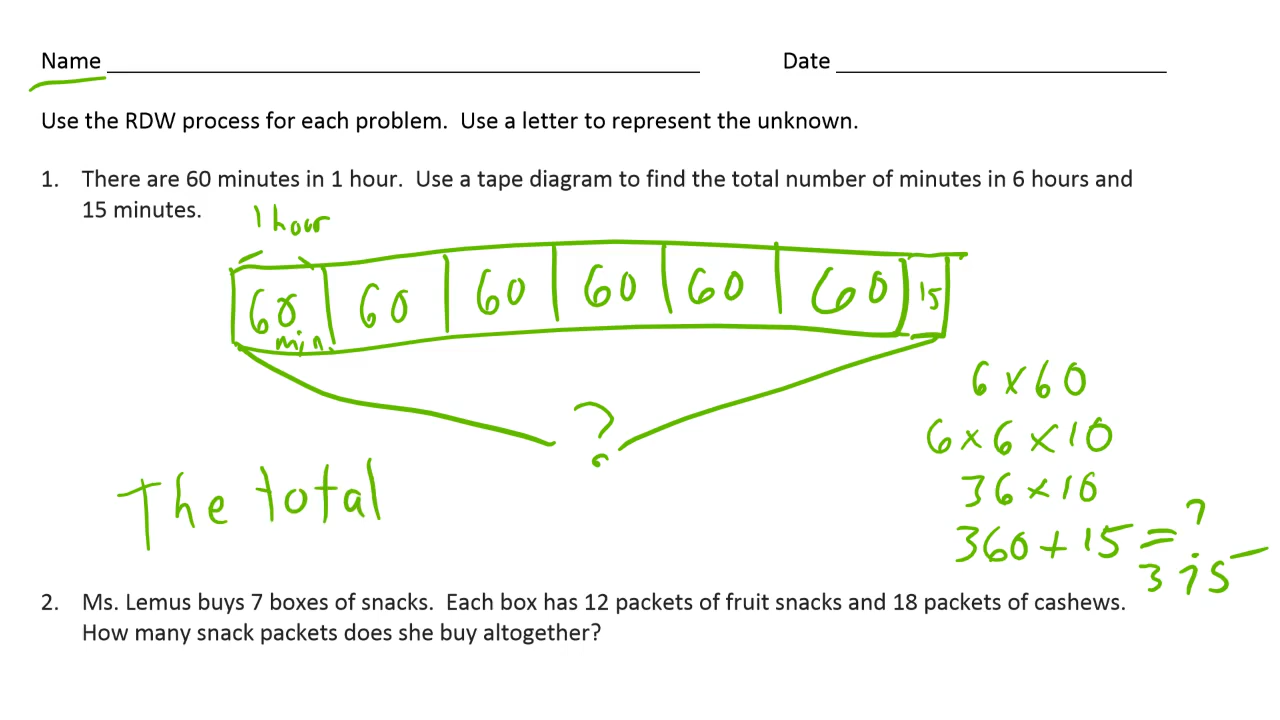 Name Date
Use the RDW process for each problem. Use a letter to represent the unknown.
1. There are 60 minutes in 1 hour. Use a tape diagram to find the total number of minutes in 6 hours and
15 minutes.
1 hour
60 min. 60 60 60 60 60 15
?
6 x 60
6 x 6 x 10
36 x 10
360 + 15 = ?
375
The total
2. Ms. Lemus buys 7 boxes of snacks. Each box has 12 packets of fruit snacks and 18 packets of cashews.
How many snack packets does she buy altogether?